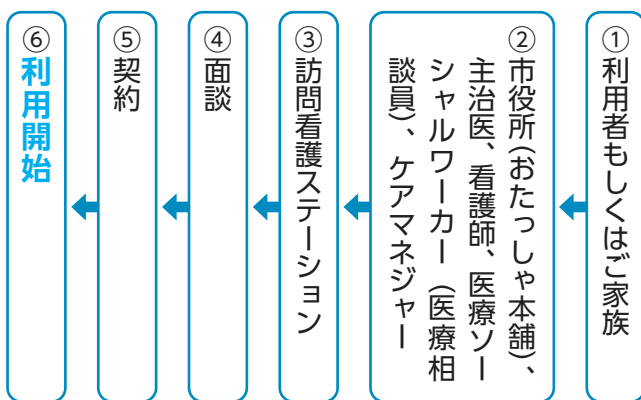 ①利用者もしくはご家族
②市役所(おたっしゃ本舗)、
主治医、看護師、医療ソー
シャルワーカー（医療相
談員)、ケアマネジャー
③訪問看護ステーション
④面談
⑤契約
⑥利用開始